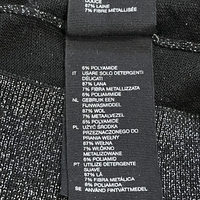 DOUCE
87% LAINE
7% FIBRE MÉTALLISÉE
6% POLYAMIDE
IT USARE SOLO DETERGENTI
DELICATI
87% LANA
7% FIBRA METALLIZZATA
6% POLIAMMIDE
NL GEBRUIK EEN
FIJNWASMIDDEL
87% WOL
7% METAALVEZEL
6% POLYAMIDE
PL UŻYĆ ŚRODKA
PRZEZNACZONEGO DO
PRANIA WEŁNY
87% WEŁNA
7% WŁÓKNO
METALIZOWANE
6% POLIAMID
PT UTILIZE DETERGENTE
SUAVE
87% LÃ
7% FIBRA METÁLICA
6% POLIAMIDA
SE ANVÄND FINTVÄTTMEDEL